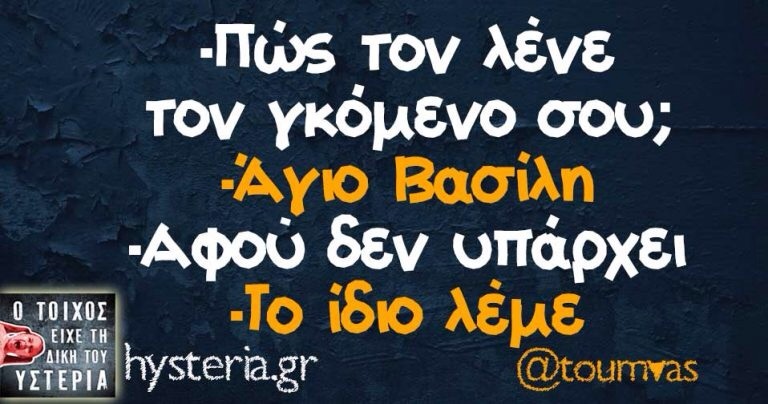 -Πώς τον λένε
τον γκόμενο σου;
-Άγιο Βασίλη
-Αφού δεν υπάρχει
-Το ίδιο λέμε
Ο ΤΟΙΧΟΣ
ΕΙΧΕ ΤΗ
ΔΙΚΗ ΤΟΥ
ΥΣΤΕΡΙΑ
hysteria.gr
@toumvas